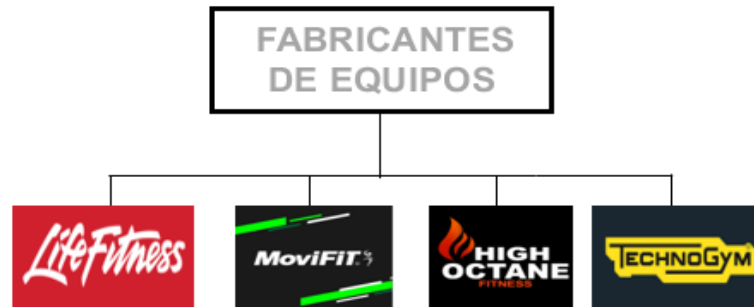 FABRICANTES
DE EQUIPOS
LifeFitness
MoviFIT
HIGH
OCTANE
FITNESS
TECHNOGYM